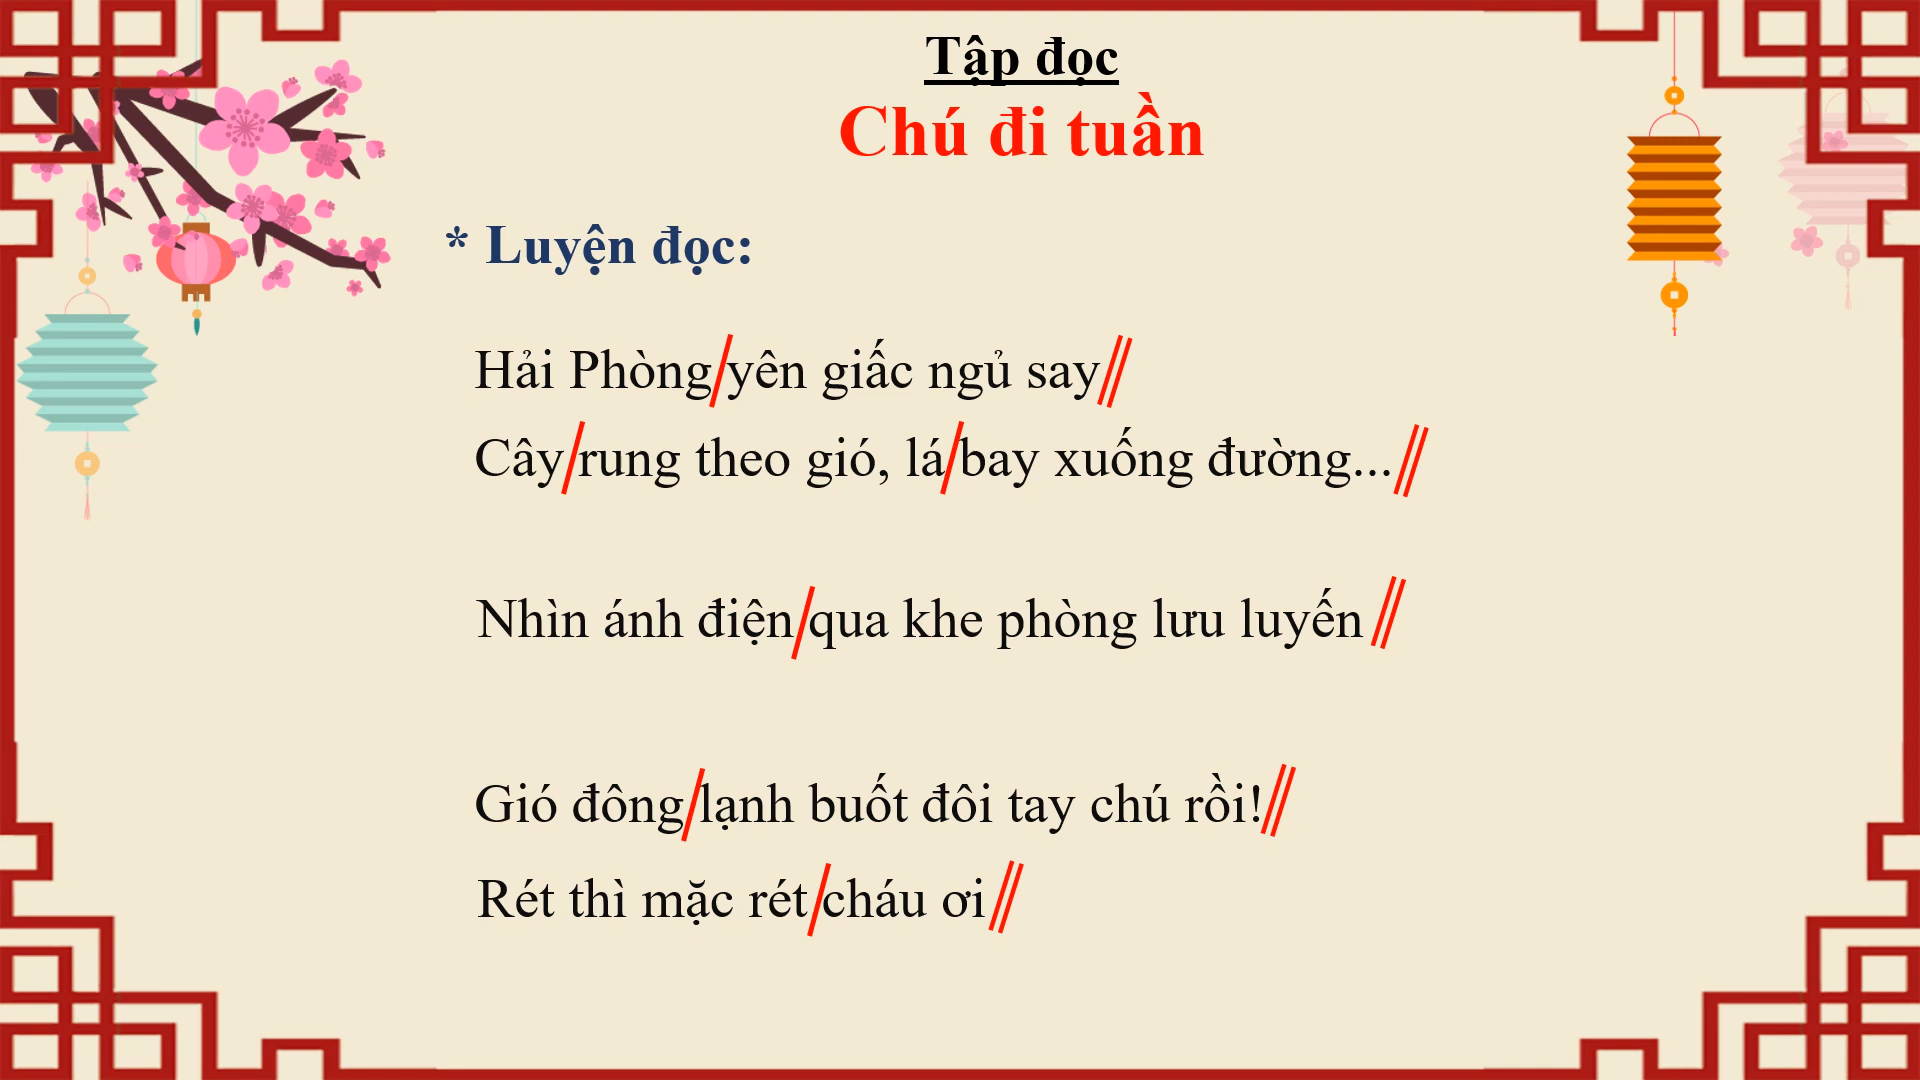 Tập đọc
Chú đi tuần
* Luyện đọc:
Hải Phòng/yên giấc ngủ say//
Cây/rung theo gió, lá/bay xuống đường...//
Nhìn ánh điện/qua khe phòng lưu luyến//
Gió đông/lạnh buốt đôi tay chú rồi!//
Rét thì mặc rét/cháu ơi//